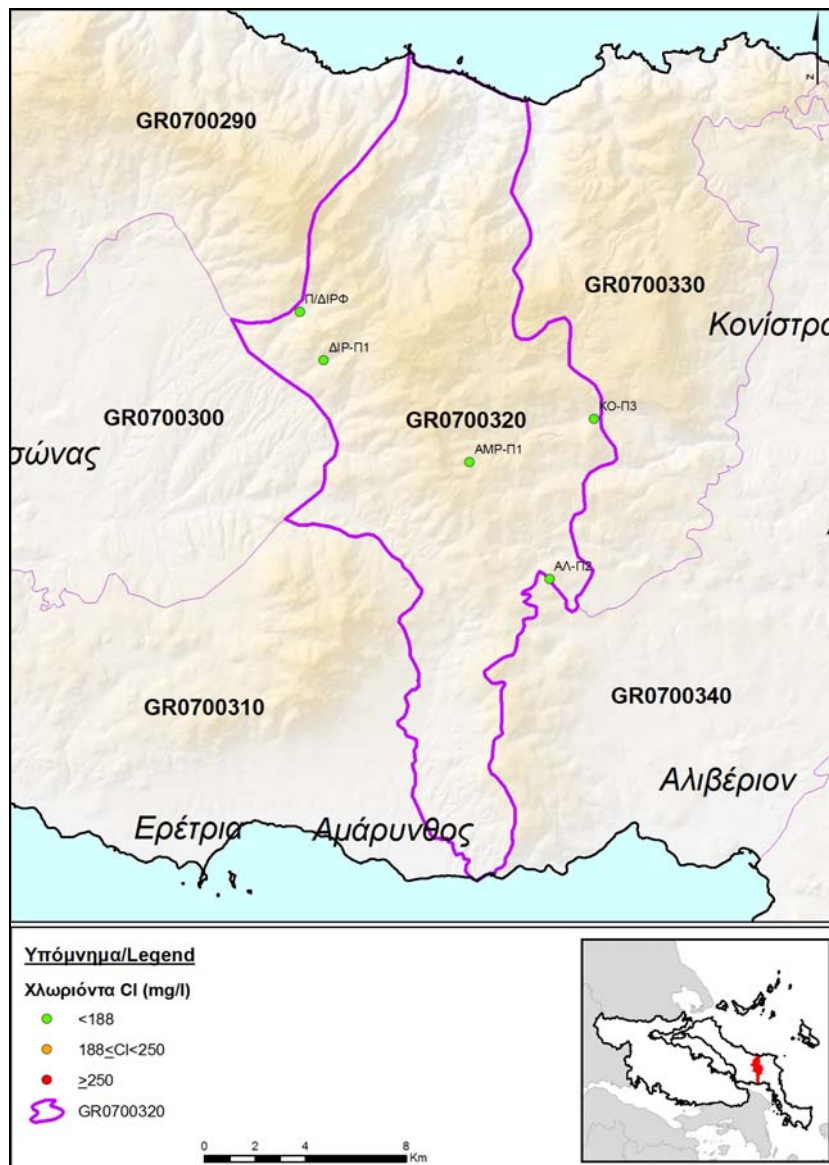 N
GR0700290
GR0700330
Κονίστρα
Π/ΔΙΡΦ
ΔΙΡ-Π1
GR0700300
GR0700320
ΚΟ-Π3
σώνας
ΑΜΡ-Π1
ΑΛ-Π2
GR0700310
GR0700340
Αλιβέριον
Ερέτρια
Αμάρυνθος
Υπόμνημα/Legend
Χλωριόντα Cl (mg/l)
<188
188≤Cl<250
≥250
GR0700320
0 2 4 8
Km